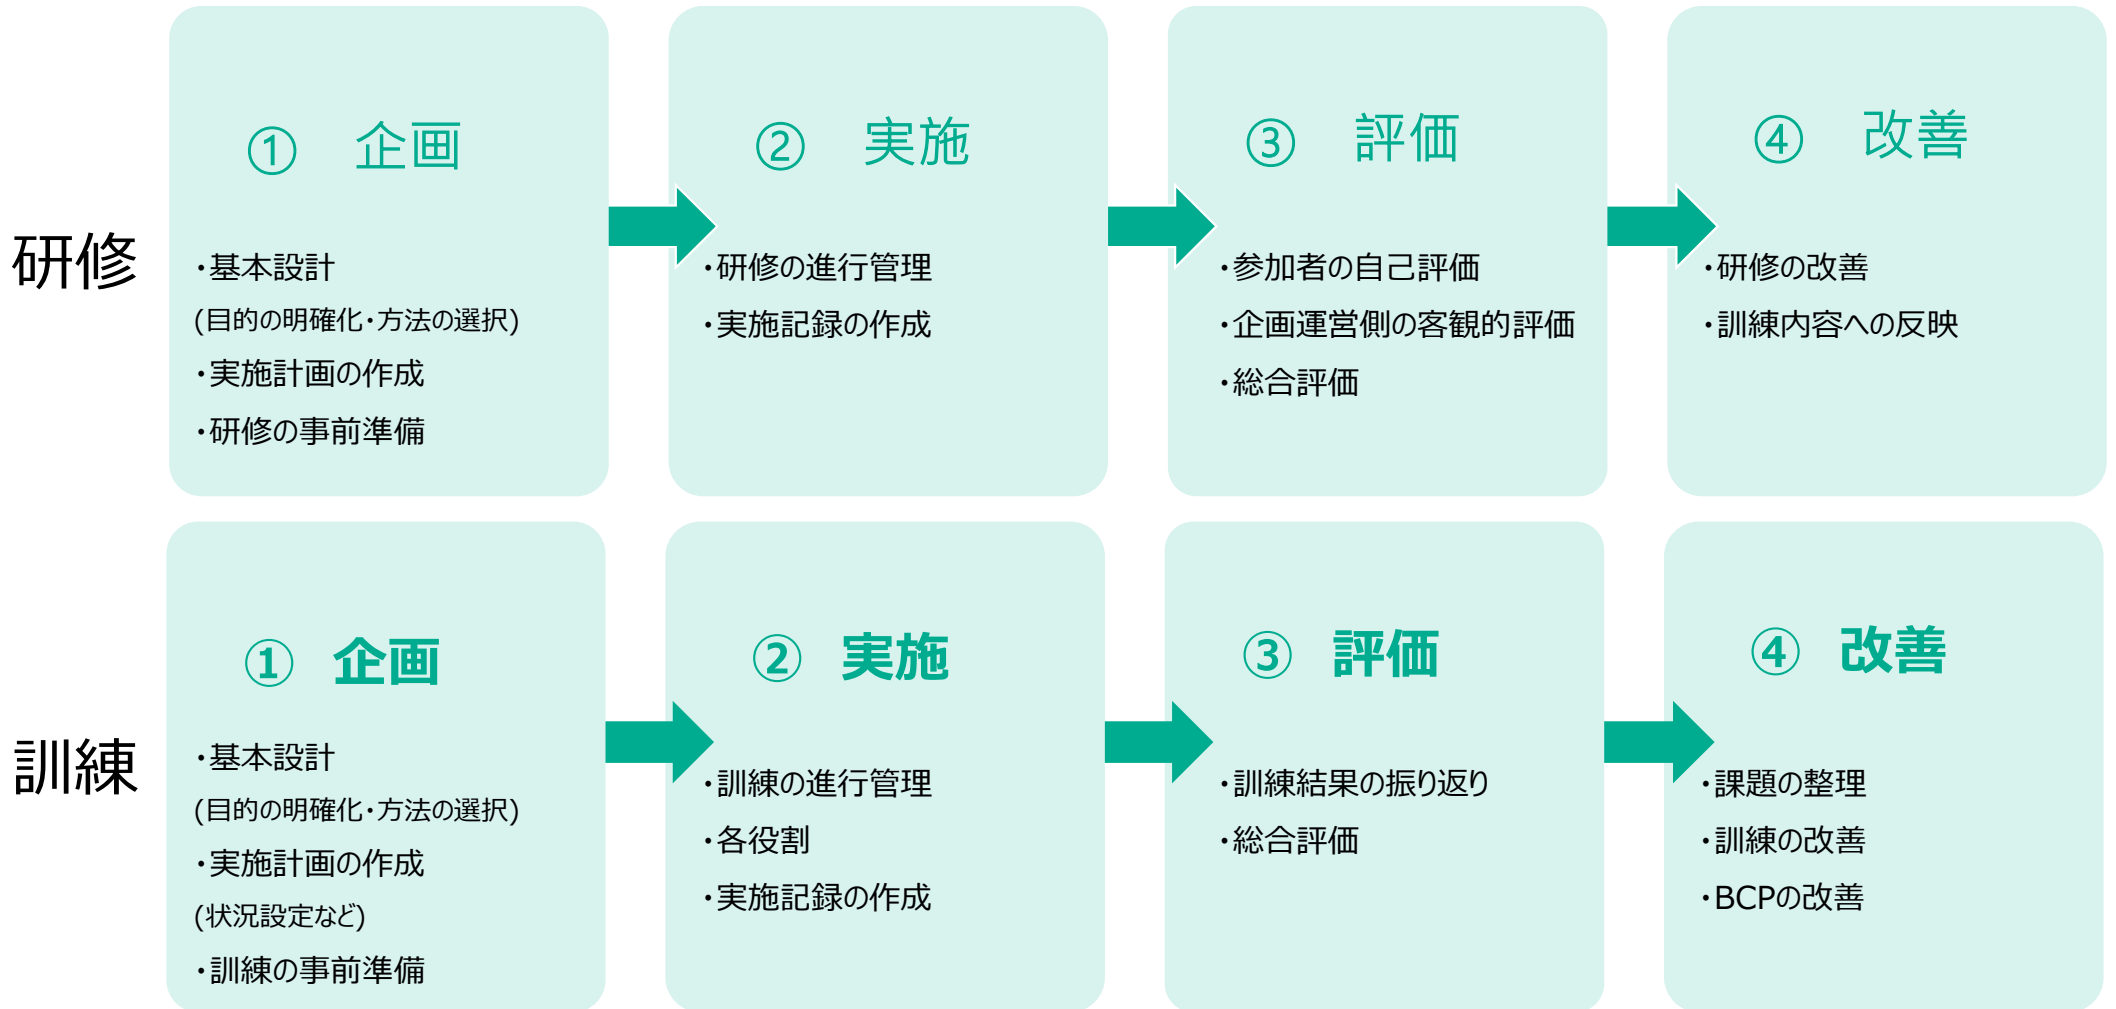 研修
① 企画
・基本設計
(目的の明確化・方法の選択)
・実施計画の作成
・研修の事前準備
② 実施
・研修の進行管理
・実施記録の作成
③ 評価
・参加者の自己評価
・企画運営側の客観的評価
・総合評価
④ 改善
・研修の改善
・訓練内容への反映
訓練
① 企画
・基本設計
(目的の明確化・方法の選択)
・実施計画の作成
(状況設定など)
・訓練の事前準備
② 実施
・訓練の進行管理
・各役割
・実施記録の作成
③ 評価
・訓練結果の振り返り
・総合評価
④ 改善
・課題の整理
・訓練の改善
・BCPの改善